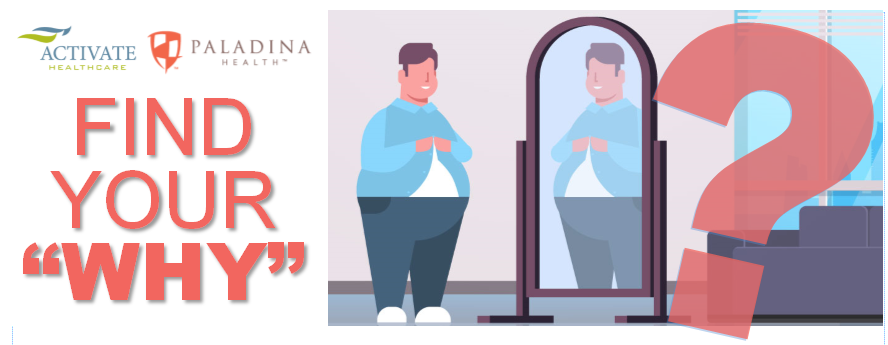 ACTIVATE
HEALTHCARE
PALADINA
HEALTH™
FIND
YOUR
“WHY”
?